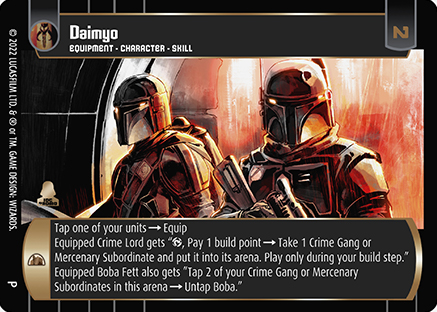 Daimyo
N
EQUIPMENT - CHARACTER - SKILL
© 2022 LUCASFILM LTD. & ® or TM. GAME DESIGN: WIZARDS.
Tap one of your units → Equip
Equipped Crime Lord gets ", Pay 1 build point → Take 1 Crime Gang or
Mercenary Subordinate and put it into its arena. Play only during your build step."
Equipped Boba Fett also gets "Tap 2 of your Crime Gang or Mercenary
Subordinates in this arena → Untap Boba."
P